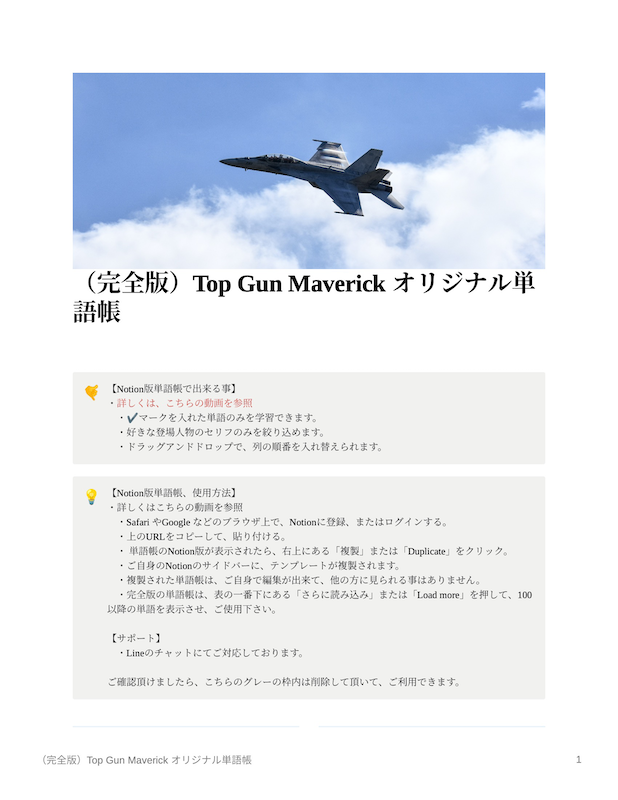 （完全版）Top Gun Maverick オリジナル単
語帳
【Notion版単語帳で出来る事】
・詳しくは、こちらの動画を参照
・✔️マークを入れた単語のみを学習できます。
・好きな登場人物のセリフのみを絞り込めます。
・ドラッグアンドドロップで、列の順番を入れ替えられます。
【Notion版単語帳、使用方法】
・詳しくはこちらの動画を参照
・Safari やGoogle などのブラウザ上で、Notionに登録、またはログインする。
・上のURLをコピーして、貼り付ける。
・ 単語帳のNotion版が表示されたら、右上にある「複製」または「Duplicate」をクリック。
・ご自身のNotionのサイドバーに、テンプレートが複製されます。
・複製された単語帳は、ご自身で編集が出来て、他の方に見られる事はありません。
・完全版の単語帳は、表の一番下にある「さらに読み込み」または「Load more」を押して、100
以降の単語を表示させ、ご使用下さい。
【サポート】
・Lineのチャットにてご対応しております。
ご確認頂けましたら、こちらのグレーの枠内は削除して頂いて、ご利用できます。
（完全版）Top Gun Maverick オリジナル単語帳
1